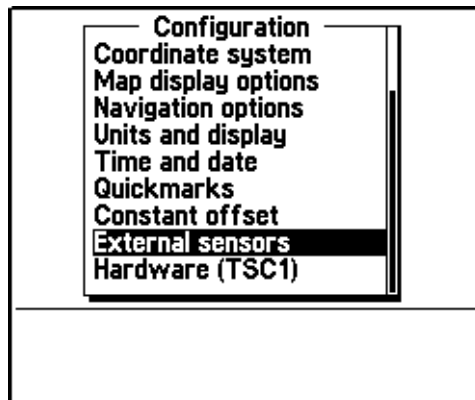 Configuration
Coordinate system
Map display options
Navigation options
Units and display
Time and date
Quickmarks
Constant offset
External sensors
Hardware (TSC1)